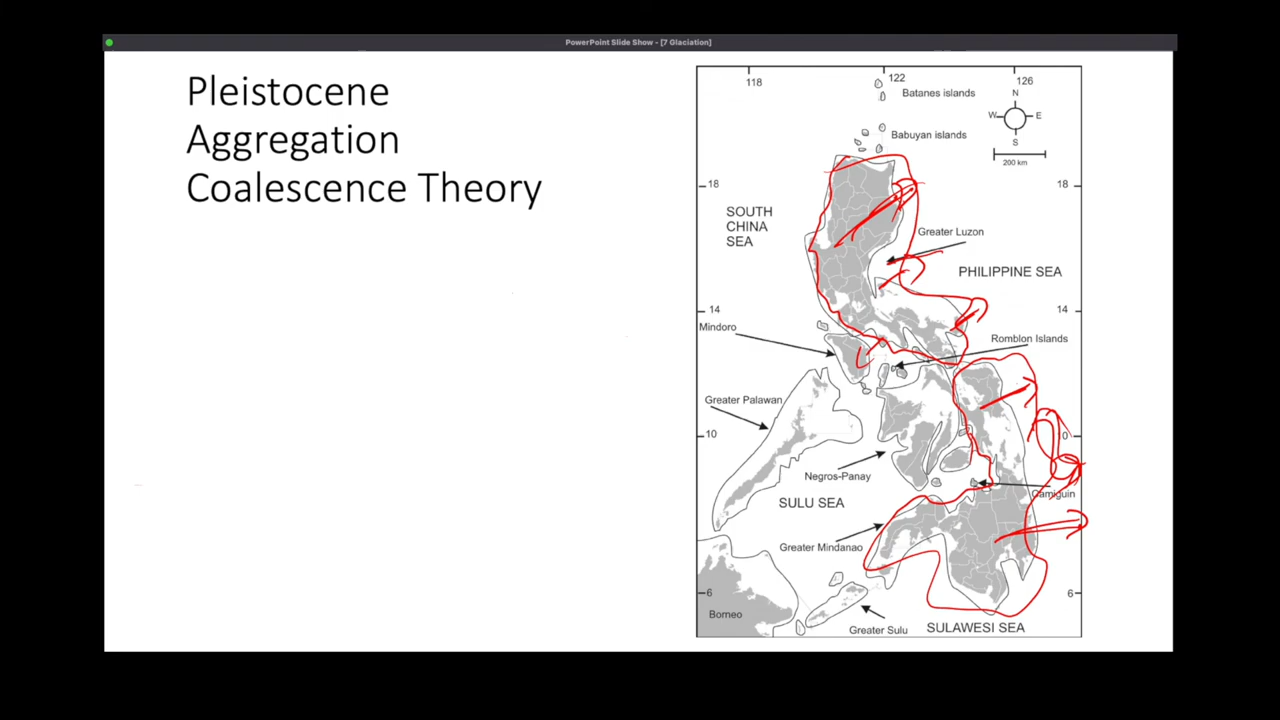 PowerPoint Slide Show - [7 Glaciation]
Pleistocene
Aggregation
Coalescence Theory
118
122
126
Batanes islands
N
W
E
S
200 km
Babuyan islands
18
18
SOUTH
CHINA
SEA
Greater Luzon
PHILIPPINE SEA
14
14
Mindoro
Romblon Islands
Greater Palawan
10
0
Negros-Panay
SULU SEA
Camiguin
Greater Mindanao
6
6
Borneo
Greater Sulu
SULAWESI SEA